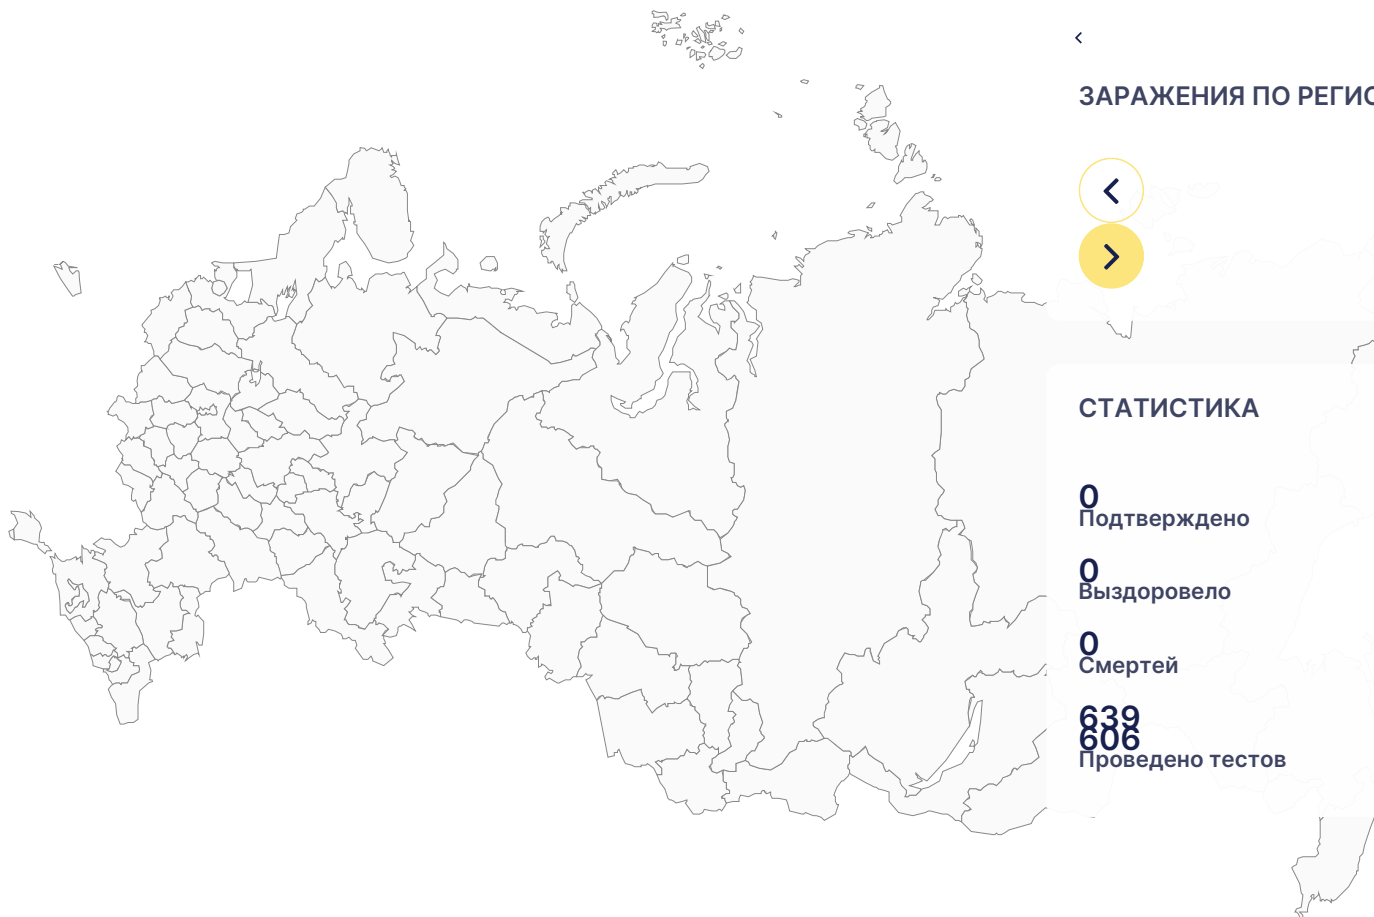 ЗАРАЖЕНИЯ ПО РЕГИО
СТАТИСТИКА
0
Подтверждено
0
Выздоровело
0
Смертей
639
606
Проведено тестов